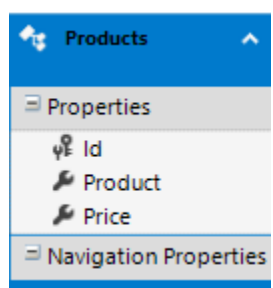 Products
Properties
Id
Product
Price
Navigation Properties